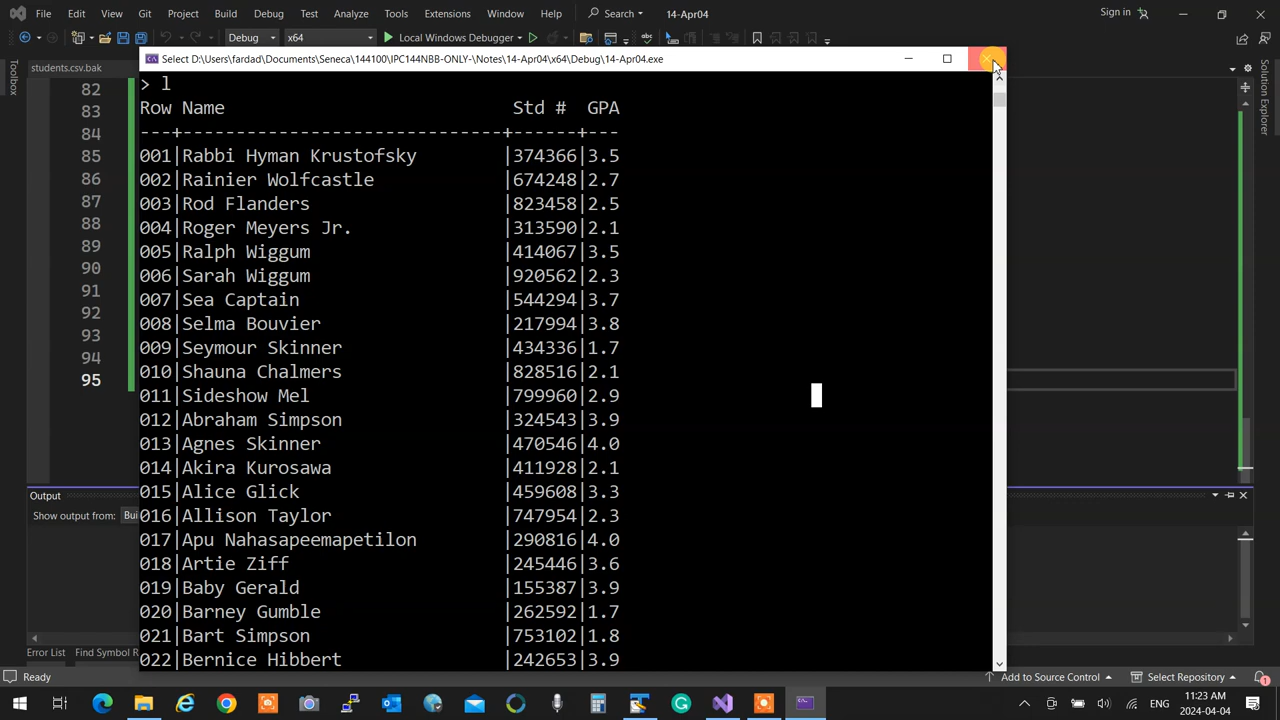 File Edit View Git Project Build Debug Test Analyze Tools Extensions Window Help Search 14-Apr04 Sign in
Debug x64 Local Windows Debugger
Select D:\Users\fardad\Documents\Seneca\144100\IPC144NBB-ONLY-\Notes\14-Apr04\x64\Debug\14-Apr04.exe
students.csv.bak
Toolbox
Solution Explorer
82
83
84
85
86
87
88
89
90
91
92
93
94
95
> l
Row Name Std # GPA
---+------------------------------+------+---
001|Rabbi Hyman Krustofsky |374366|3.5
002|Rainier Wolfcastle |674248|2.7
003|Rod Flanders |823458|2.5
004|Roger Meyers Jr. |313590|2.1
005|Ralph Wiggum |414067|3.5
006|Sarah Wiggum |920562|2.3
007|Sea Captain |544294|3.7
008|Selma Bouvier |217994|3.8
009|Seymour Skinner |434336|1.7
010|Shauna Chalmers |828516|2.1
011|Sideshow Mel |799960|2.9
012|Abraham Simpson |324543|3.9
013|Agnes Skinner |470546|4.0
014|Akira Kurosawa |411928|2.1
015|Alice Glick |459608|3.3
016|Allison Taylor |747954|2.3
017|Apu Nahasapeemapetilon |290816|4.0
018|Artie Ziff |245446|3.6
019|Baby Gerald |155387|3.9
020|Barney Gumble |262592|1.7
021|Bart Simpson |753102|1.8
022|Bernice Hibbert |242653|3.9
Output
Show output from: Bui
Error List Find Symbol R
Ready Add to Source Control Select Repository 1
ENG 11:23 AM
2024-04-04